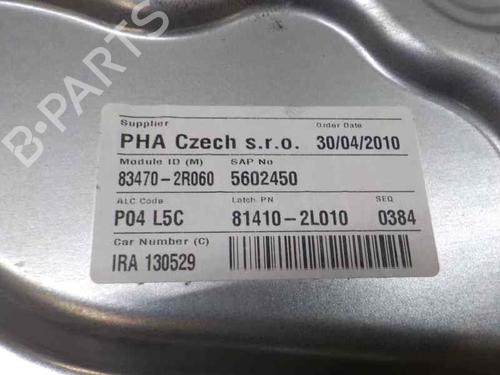 B-PARTS
Supplier Order Date
PHA Czech s.r.o. 30/04/2010
Module ID (M) SAP No
83470-2R060 5602450
ALC Code Latch PN SEQ
P04 L5C 81410-2L010 0384
Car Number (C)
IRA 130529